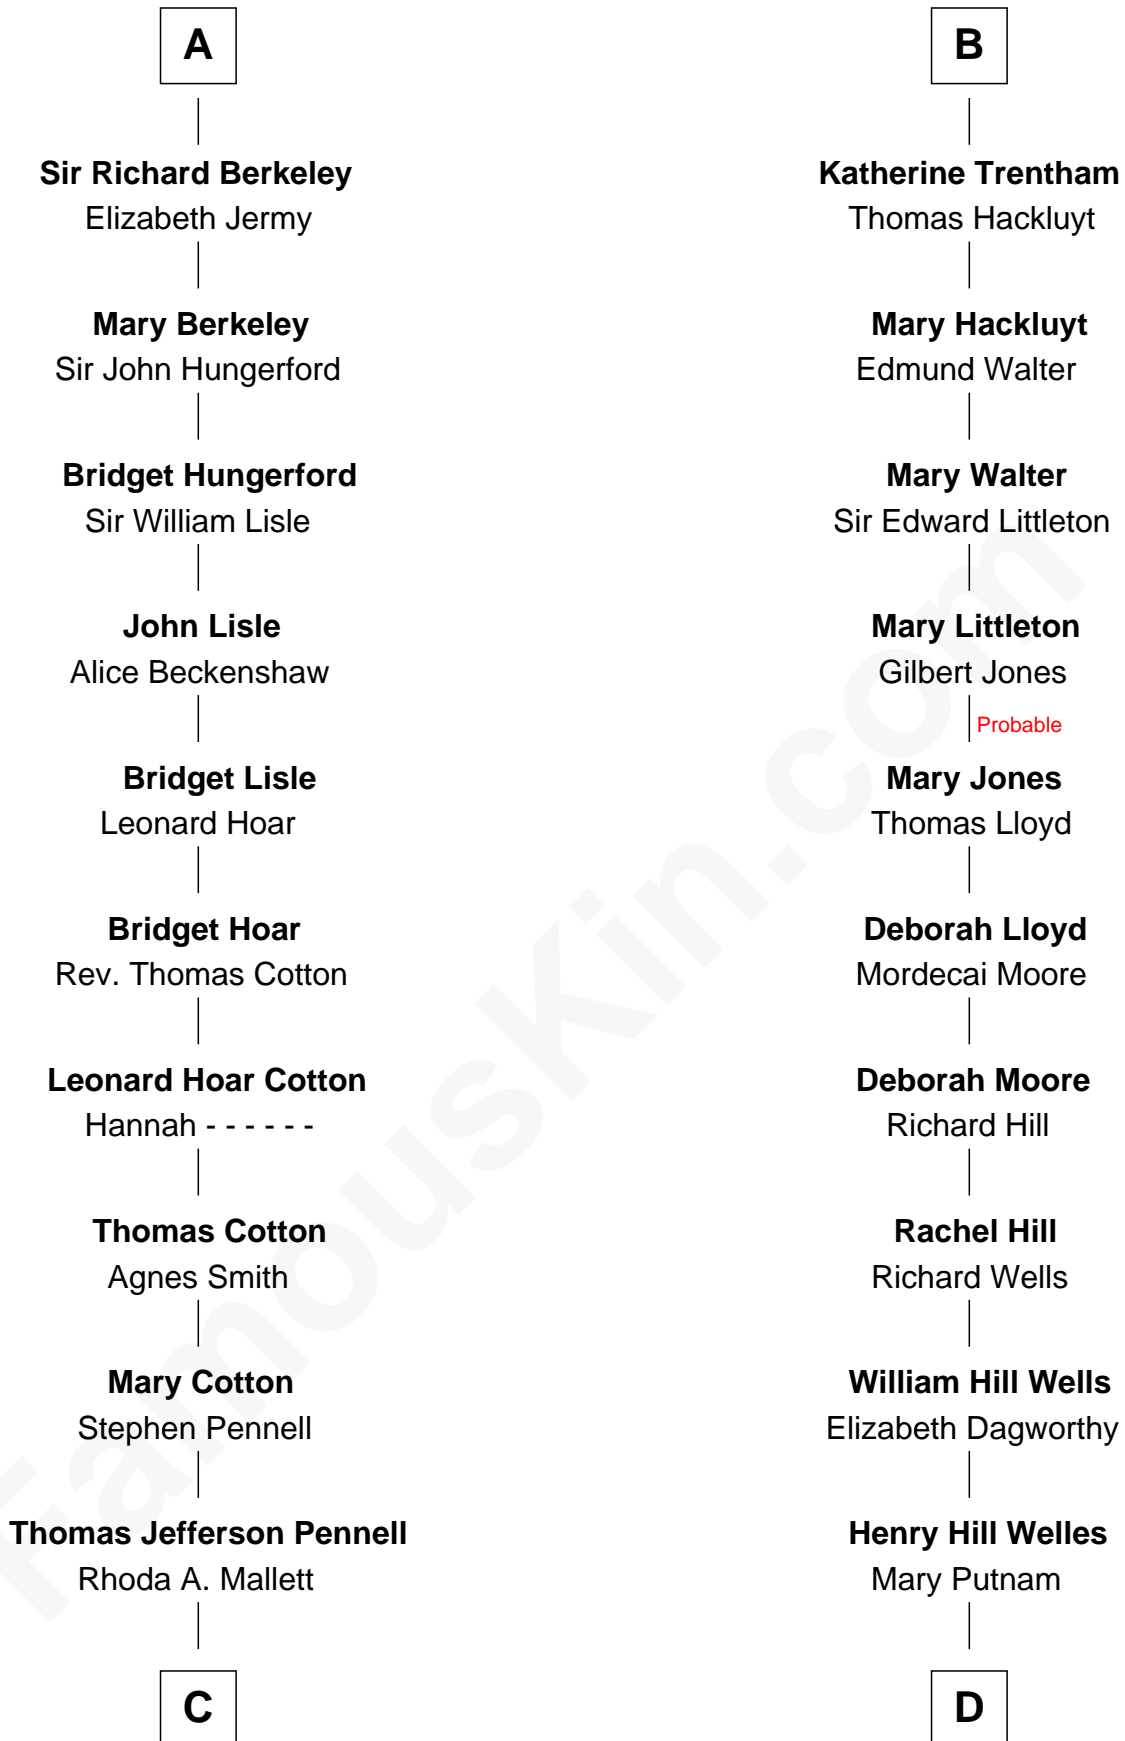 A
Sir Richard Berkeley
Elizabeth Jermy
Mary Berkeley
Sir John Hungerford
Bridget Hungerford
Sir William Lisle
John Lisle
Alice Beckenshaw
Bridget Lisle
Leonard Hoar
Bridget Hoar
Rev. Thomas Cotton
Leonard Hoar Cotton
Hannah - - - - - -
Thomas Cotton
Agnes Smith
Mary Cotton
Stephen Pennell
Thomas Jefferson Pennell
Rhoda A. Mallett
C
B
Katherine Trentham
Thomas Hackluyt
Mary Hackluyt
Edmund Walter
Mary Walter
Sir Edward Littleton
Mary Littleton
Gilbert Jones
Probable
Mary Jones
Thomas Lloyd
Deborah Lloyd
Mordecai Moore
Deborah Moore
Richard Hill
Rachel Hill
Richard Wells
William Hill Wells
Elizabeth Dagworthy
Henry Hill Welles
Mary Putnam
D
FamousKin.com